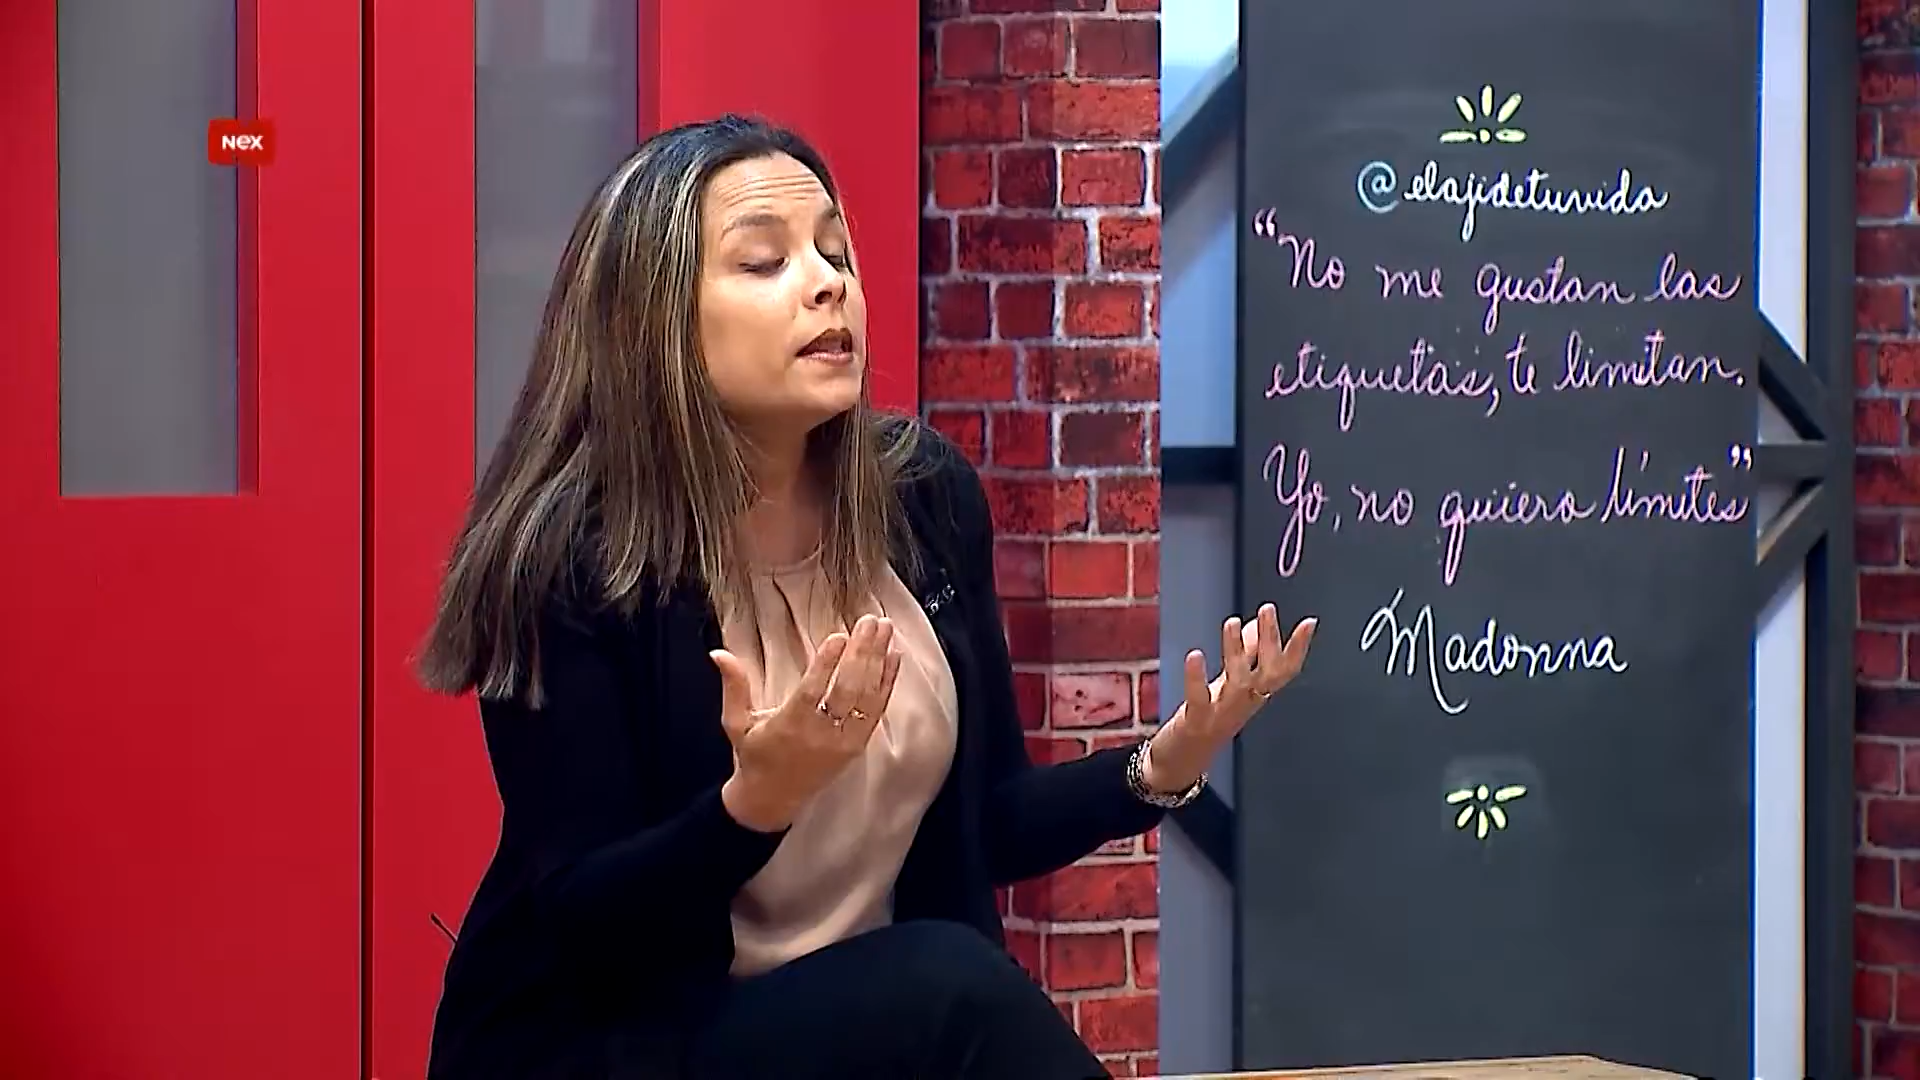 NEX
@elajidetuvida
“No me gustan las
etiquetas, te limitan.
Yo, no quiero límites”
Madonna